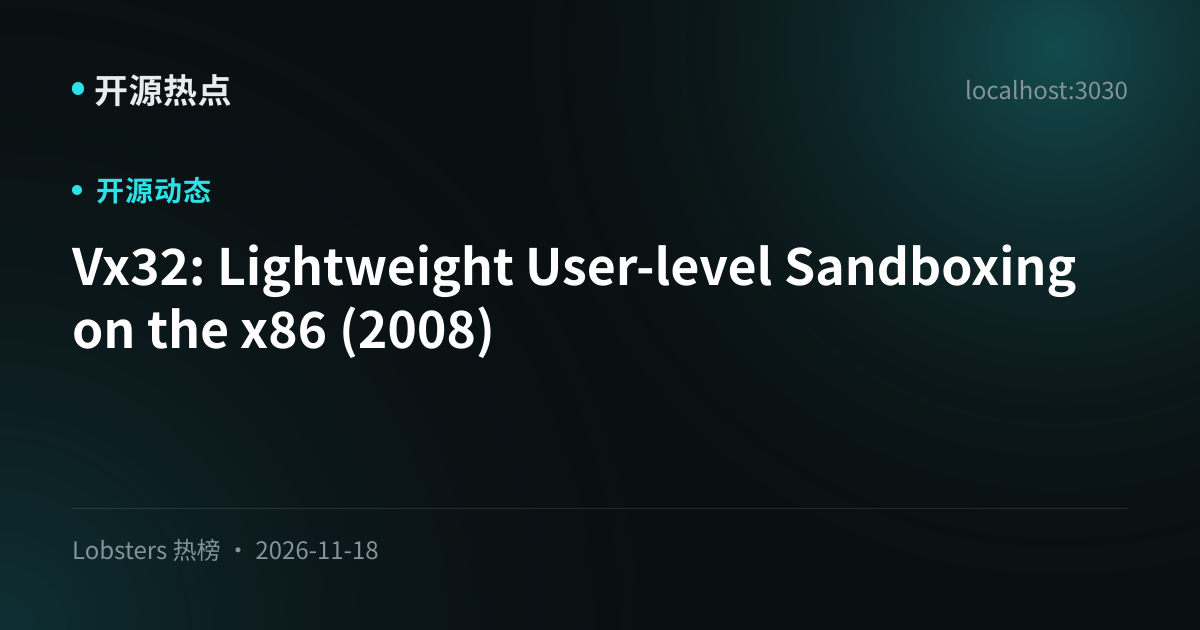 开源热点
localhost:3030
开源动态
Vx32: Lightweight User-level Sandboxing
on the x86 (2008)
Lobsters 热榜 · 2026-11-18